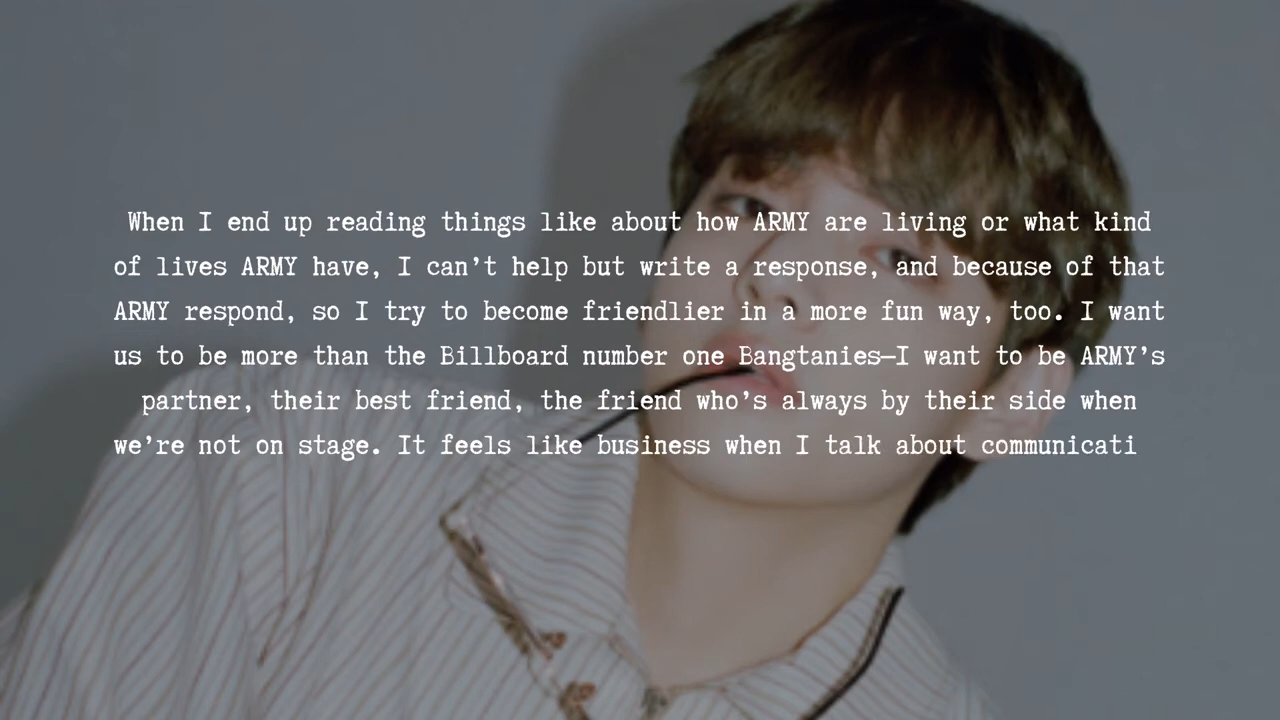 When I end up reading things like about how ARMY are living or what kind
of lives ARMY have, I can’t help but write a response, and because of that
ARMY respond, so I try to become friendlier in a more fun way, too. I want
us to be more than the Billboard number one Bangtanies—I want to be ARMY’s
partner, their best friend, the friend who’s always by their side when
we’re not on stage. It feels like business when I talk about communicati